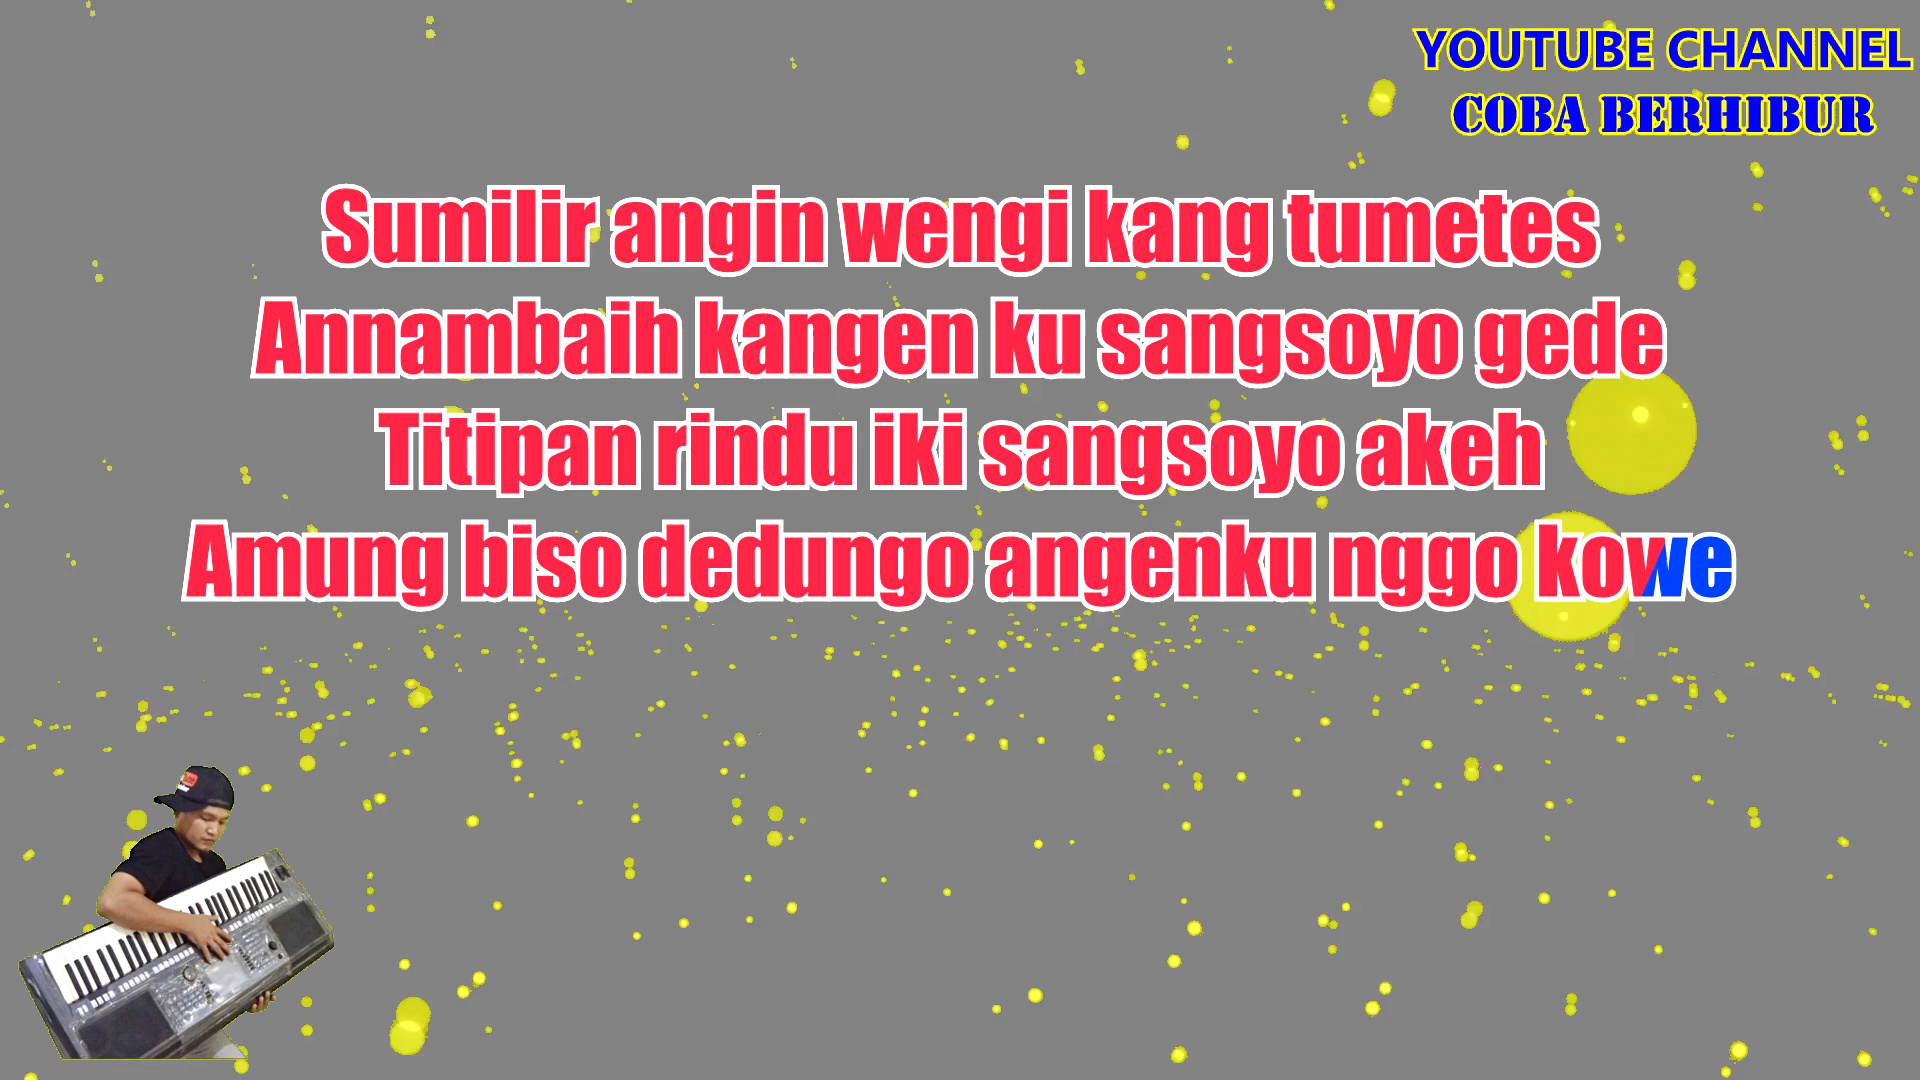 YOUTUBE CHANNEL
COBA BERHIBUR
Sumilir angin wengi kang tumetes
Annambaih kangen ku sangsoyo gede
Titipan rindu iki sangsoyo akeh
Amung biso dedungo angenku nggo kowe